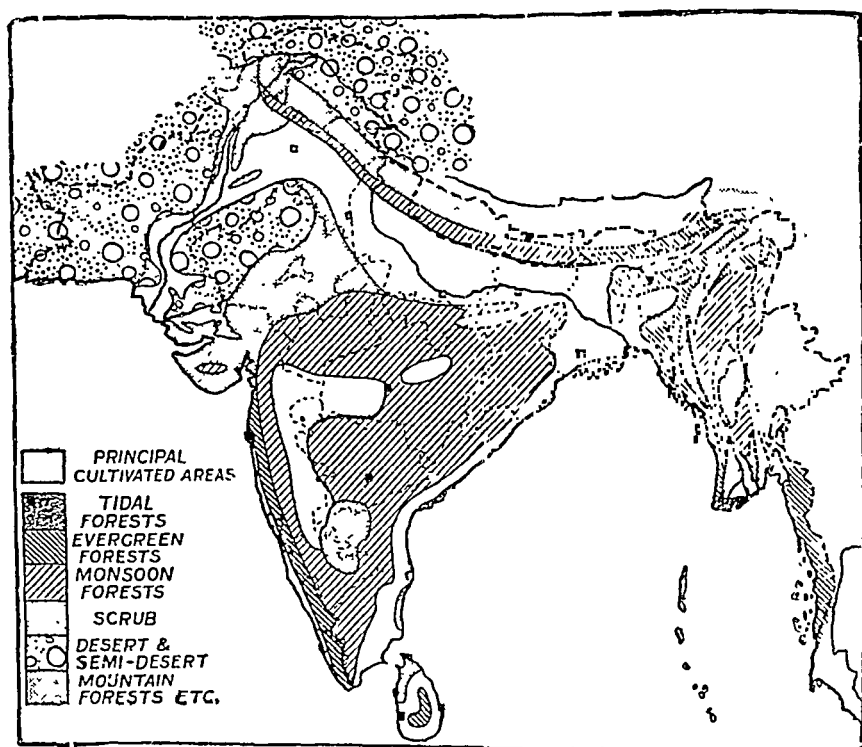 PRINCIPAL
CULTIVATED AREAS
TIDAL
FORESTS
EVERGREEN
FORESTS
MONSOON
FORESTS
SCRUB
DESERT &
SEMI-DESERT
MOUNTAIN
FORESTS ETC.